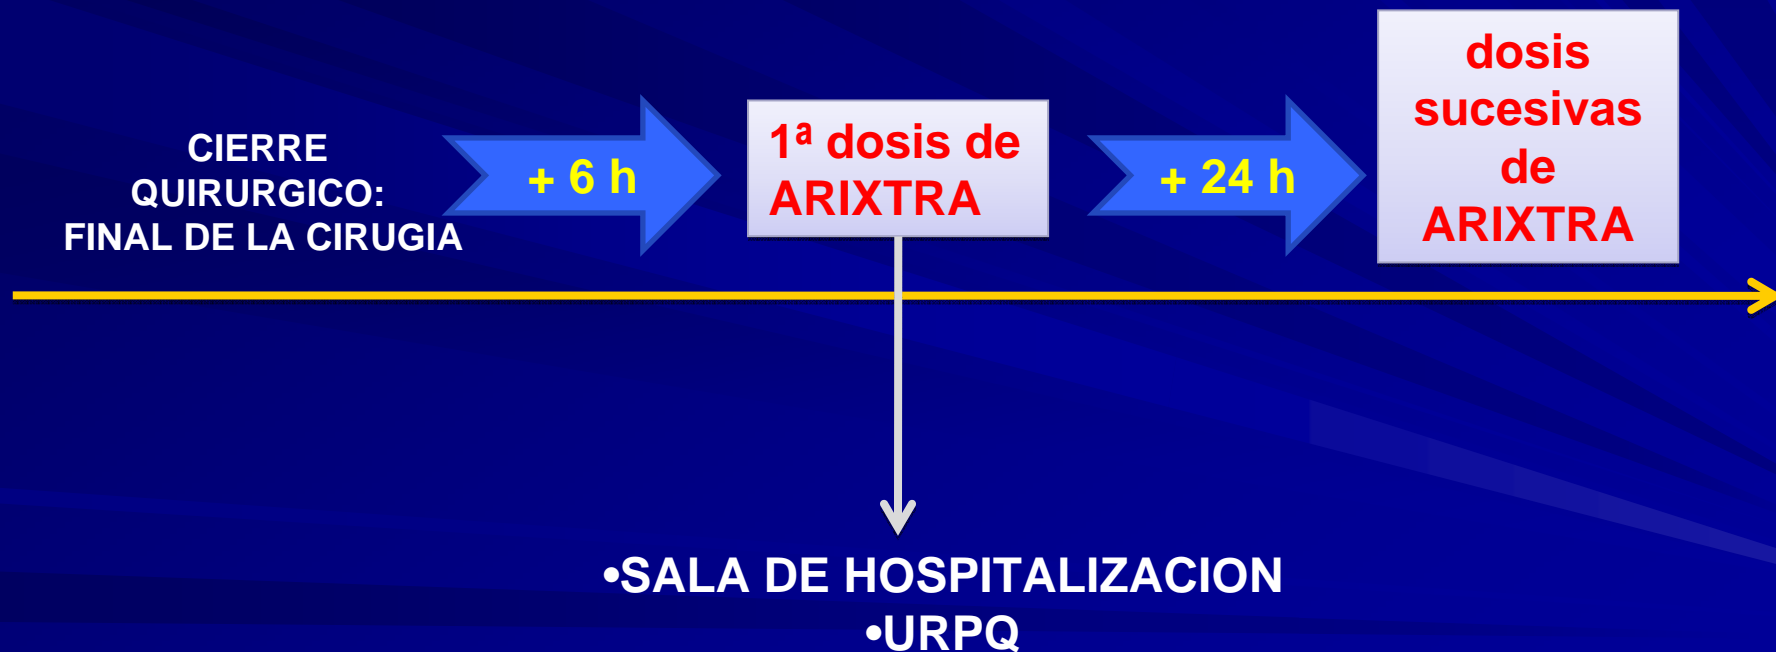 CIERRE
QUIRURGICO:
FINAL DE LA CIRUGIA
+ 6 h
1ª dosis de
ARIXTRA
+ 24 h
dosis
sucesivas
de
ARIXTRA
•SALA DE HOSPITALIZACION
•URPQ